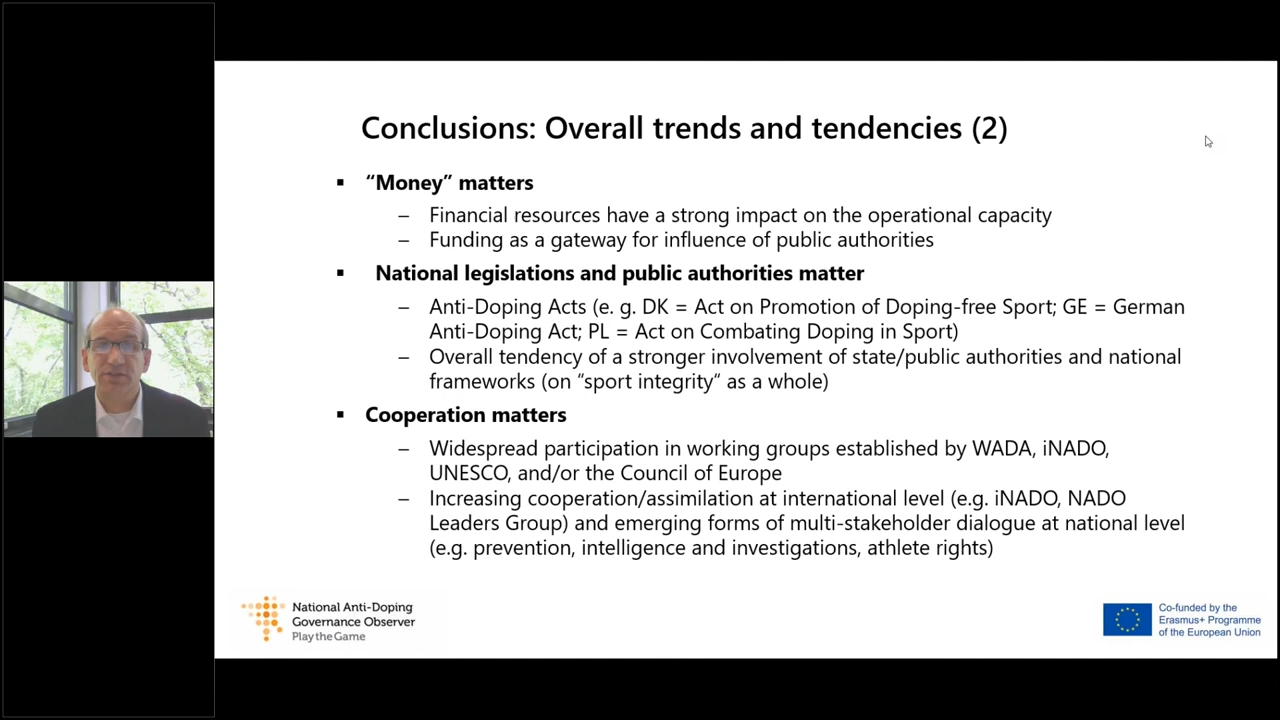 Conclusions: Overall trends and tendencies (2)
▪ “Money” matters
– Financial resources have a strong impact on the operational capacity
– Funding as a gateway for influence of public authorities
▪ National legislations and public authorities matter
– Anti-Doping Acts (e. g. DK = Act on Promotion of Doping-free Sport; GE = German
Anti-Doping Act; PL = Act on Combating Doping in Sport)
– Overall tendency of a stronger involvement of state/public authorities and national
frameworks (on “sport integrity“ as a whole)
▪ Cooperation matters
– Widespread participation in working groups established by WADA, iNADO,
UNESCO, and/or the Council of Europe
– Increasing cooperation/assimilation at international level (e.g. iNADO, NADO
Leaders Group) and emerging forms of multi-stakeholder dialogue at national level
(e.g. prevention, intelligence and investigations, athlete rights)
National Anti-Doping
Governance Observer
Play the Game
Co-funded by the
Erasmus+ Programme
of the European Union